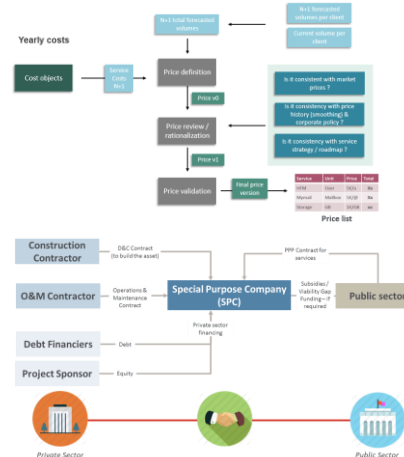 N+1 total forecasted
volumes
N+1 forecasted
volumes per client
Current volume per
client
Yearly costs
Cost objects
Service
Costs
N+1
Price definition
Price v0
Is it consistent with market
prices ?
Is it consistency with price
history (smoothing) &
corporate policy ?
Is it consistency with service
strategy / roadmap ?
Price review /
rationalization
Price v1
Price validation
Final price
version
Service Unit Price Total
User
Mymail Mailbox
Storage GB
Price list
Construction
Contractor
D&C Contract
(to build the asset)
PPP Contract for
services
O&M Contractor
Operations &
Maintenance
Contract
Special Purpose Company
(SPC)
Subsidies /
Viability Gap
Funding – if
required
Public sector
Private sector
financing
Debt Financiers
Debt
Project Sponsor
Equity
Private Sector
Public Sector